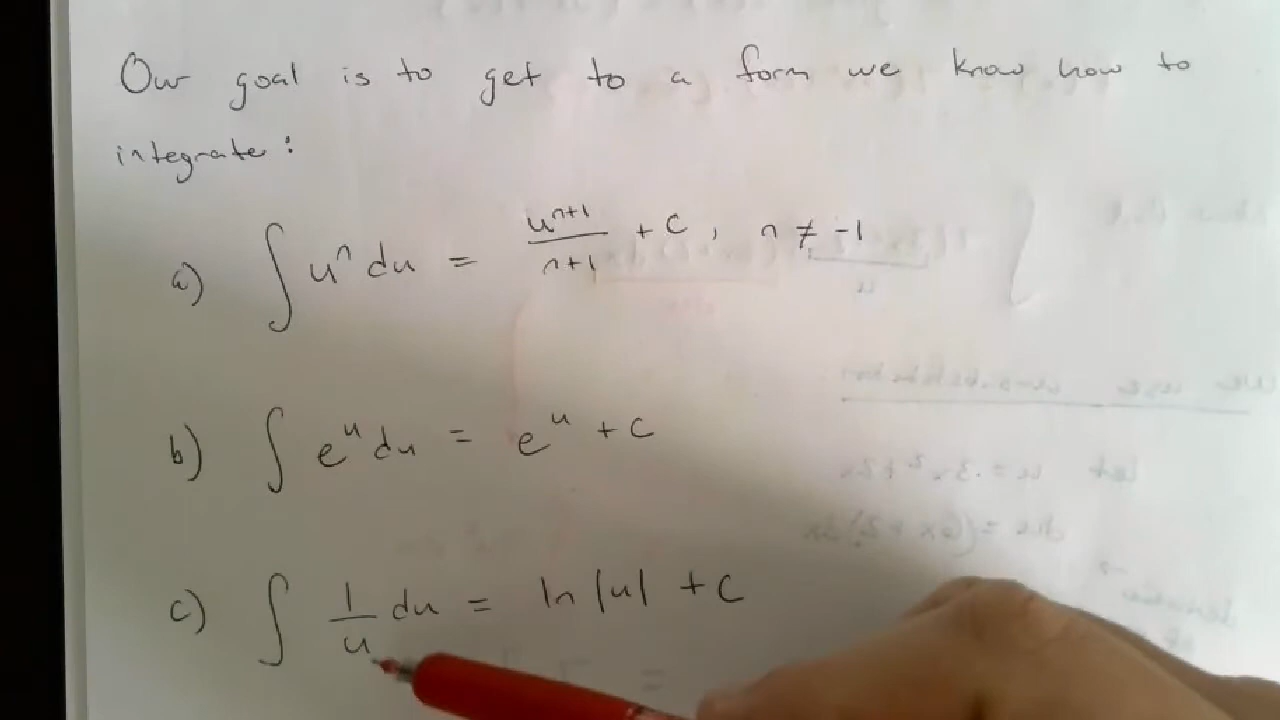 Our goal is to get to a form we know how to
integrate:
a) ∫ uⁿ du = uⁿ⁺¹/n+1 + C, n ≠ -1
b) ∫ eᵘ du = eᵘ + C
c) ∫ 1/u du = ln |u| + C